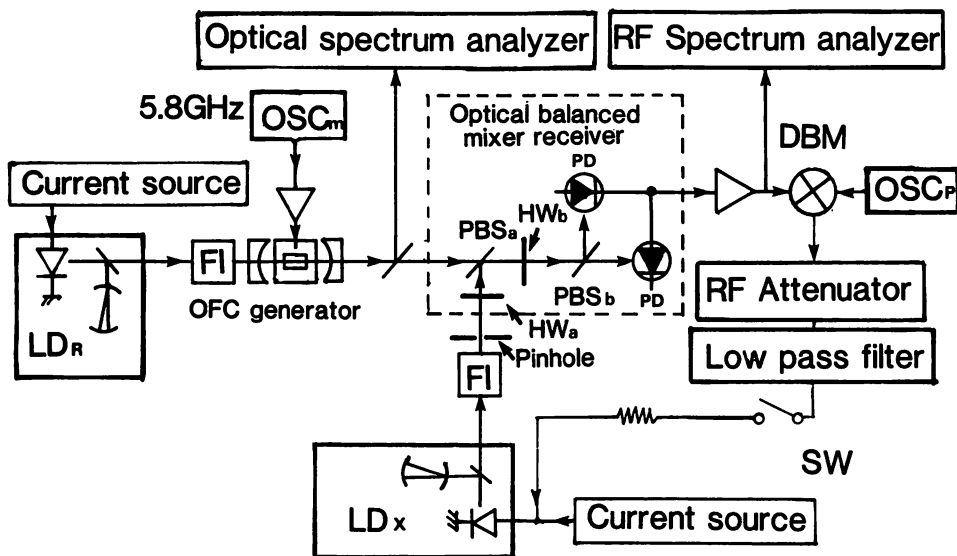 Optical spectrum analyzer
RF Spectrum analyzer
5.8GHz
OSCm
Optical balanced
mixer receiver
DBM
PD
OSCP
Current source
HWb
PBSa
FI
OFC generator
PBSb
PD
RF Attenuator
LDR
HWa
Pinhole
Low pass filter
FI
SW
LDX
Current source